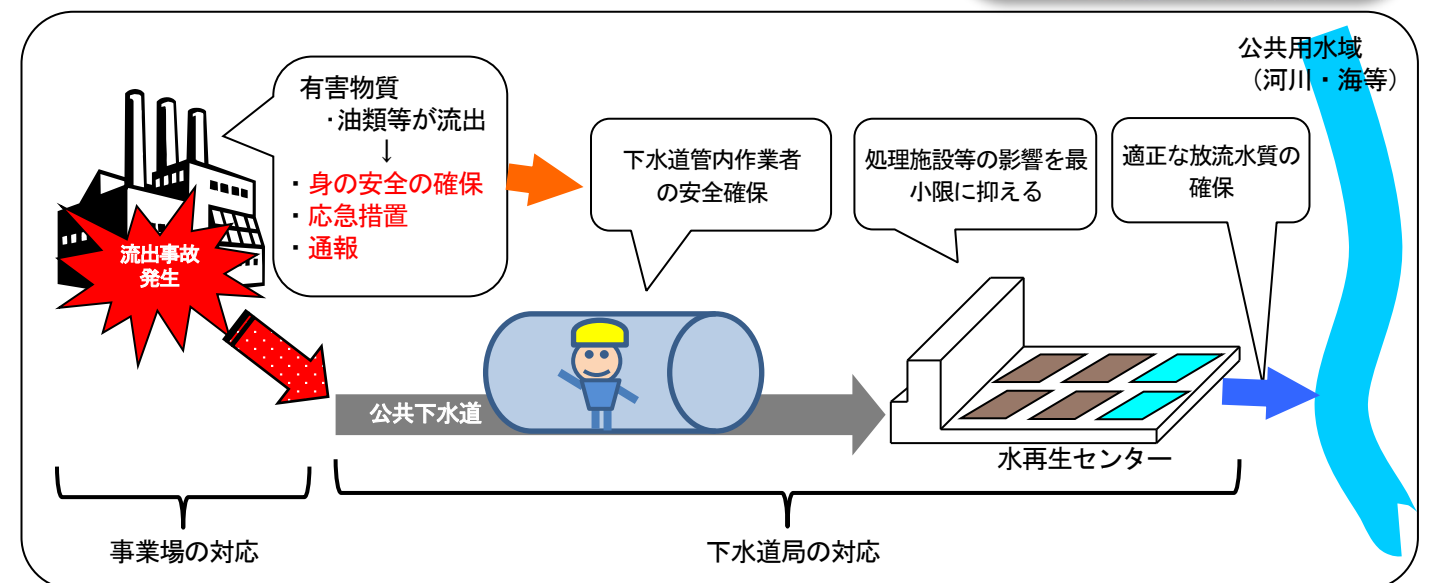 公共用水域
（河川・海等）
有害物質
・油類等が流出
↓
・身の安全の確保
・応急措置
・通報
下水道管内作業者
の安全確保
処理施設等の影響を最
小限に抑える
適正な放流水質の
確保
流出事故
発生
公共下水道
水再生センター
事業場の対応
下水道局の対応